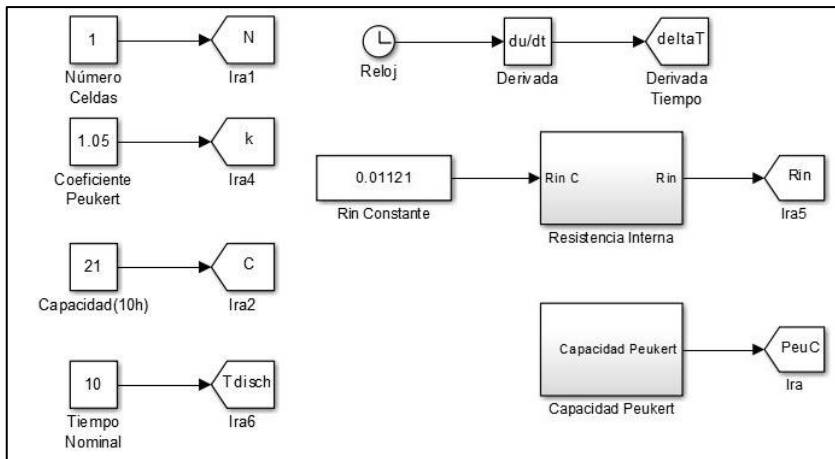 1
N
Número
Celdas
Ira1
Reloj
du/dt
Derivada
deltaT
Derivada
Tiempo
1.05
k
Coeficiente
Peukert
Ira4
0.01121
Rin Constante
Rin C
Rin
Resistencia Interna
Rin
Ira5
21
C
Capacidad(10h)
Ira2
10
Tdisch
Tiempo
Nominal
Ira6
Capacidad Peukert
Capacidad Peukert
PeuC
Ira